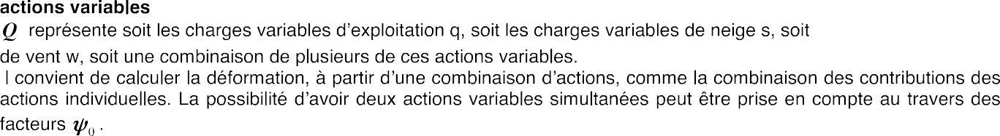 actions variables
Q représente soit les charges variables d'exploitation q, soit les charges variables de neige s, soit
de vent w, soit une combinaison de plusieurs de ces actions variables.
l convient de calculer la déformation, à partir d'une combinaison d'actions, comme la combinaison des contributions des
actions individuelles. La possibilité d'avoir deux actions variables simultanées peut être prise en compte au travers des
facteurs ψ₀ .